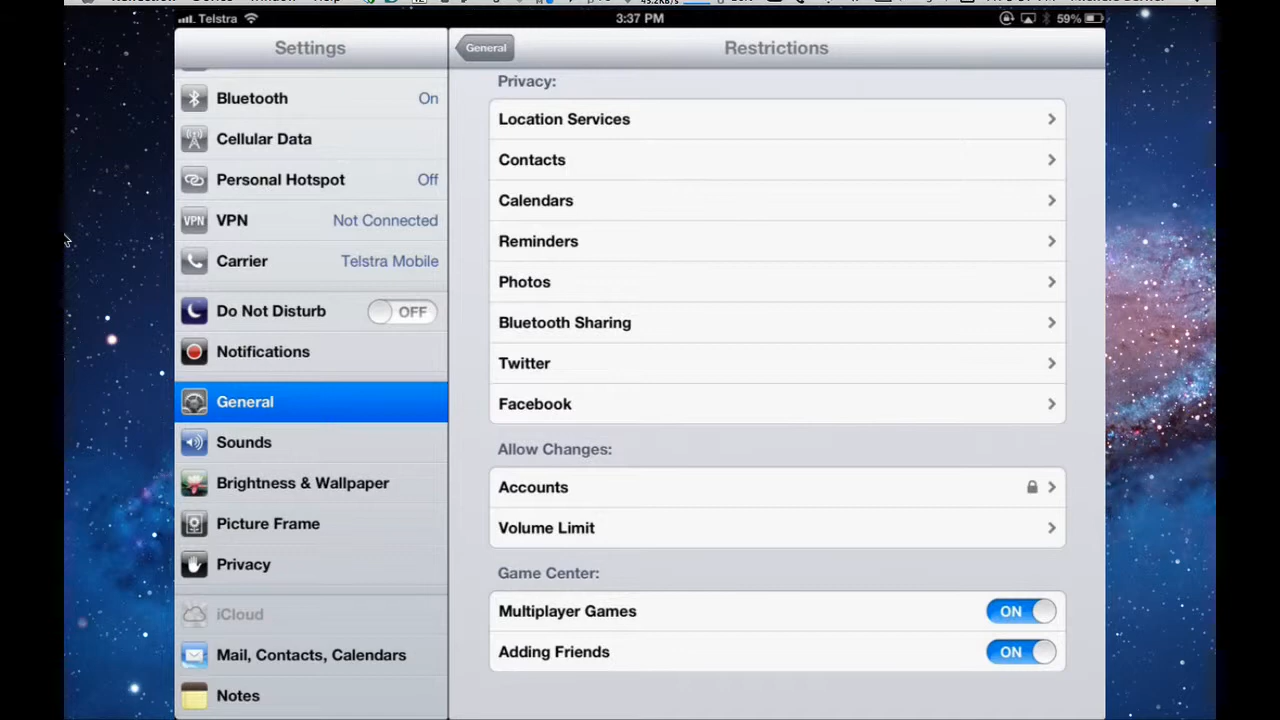 Telstra
3:37 PM
59%
Settings
General
Restrictions
Bluetooth On
Cellular Data
Personal Hotspot Off
VPN VPN Not Connected
Carrier Telstra Mobile
Do Not Disturb OFF
Notifications
General
Sounds
Brightness & Wallpaper
Picture Frame
Privacy
iCloud
Mail, Contacts, Calendars
Notes
Privacy:
Location Services
Contacts
Calendars
Reminders
Photos
Bluetooth Sharing
Twitter
Facebook
Allow Changes:
Accounts
Volume Limit
Game Center:
Multiplayer Games ON
Adding Friends ON